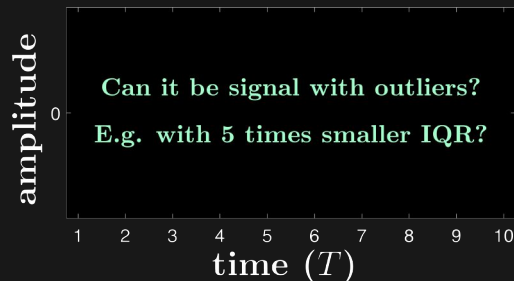 amplitude
0
Can it be signal with outliers?
E.g. with 5 times smaller IQR?
1 2 3 4 5 6 7 8 9 10
time (T)